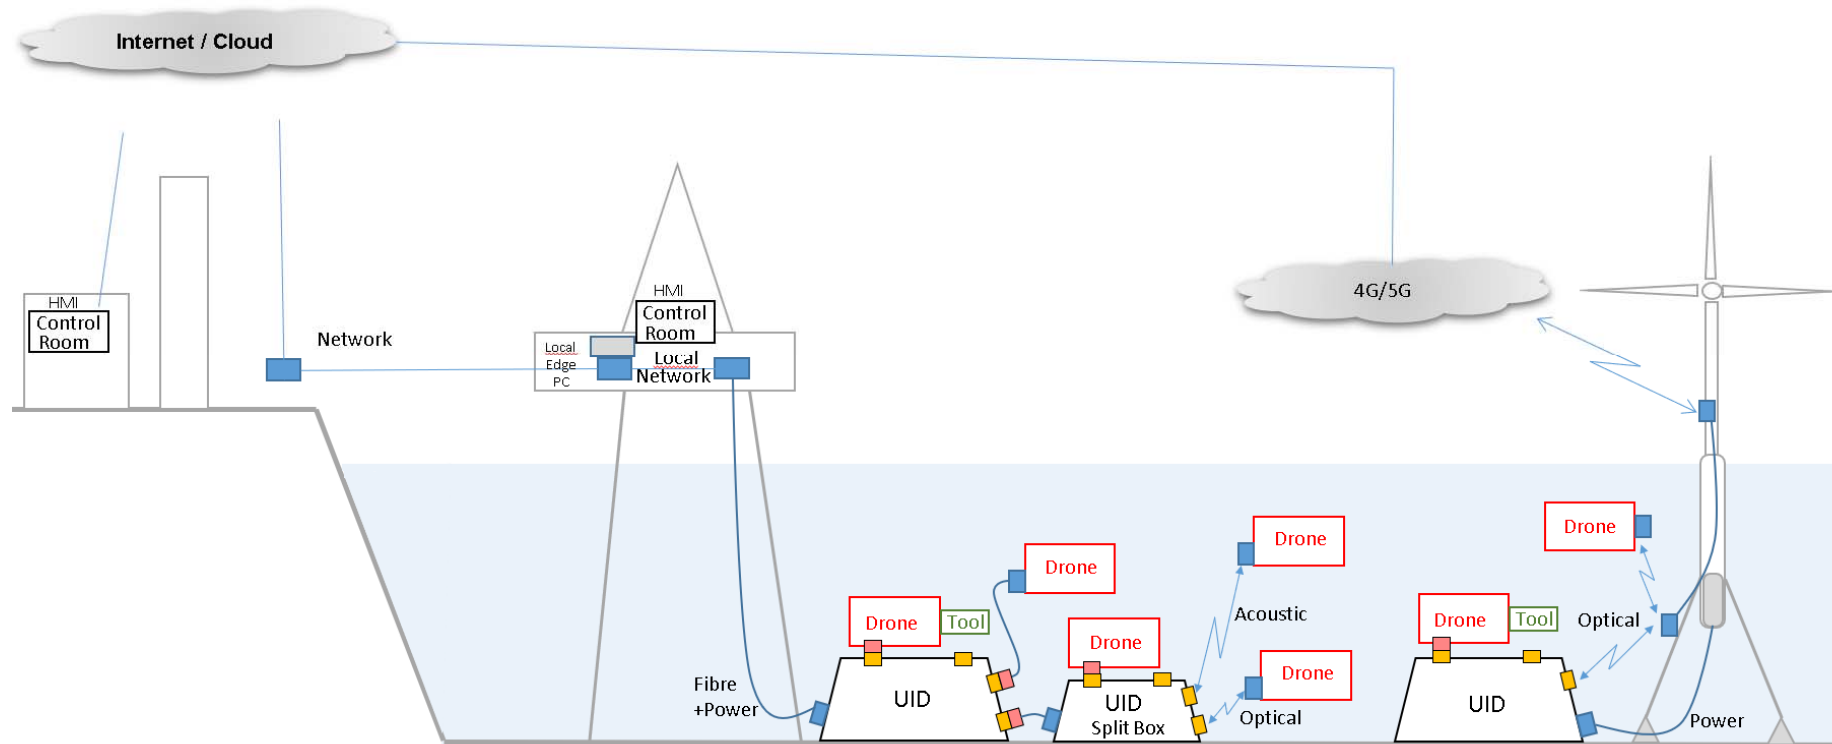 Internet / Cloud
4G/5G
HMI
Control
Room
Network
HMI
Control
Room
Local
Edge
PC
Local
Network
Drone
Drone
Drone
Drone
Tool
Drone
Drone
Drone
Tool
Acoustic
Optical
Optical
Fibre
+Power
UID
UID
Split Box
UID
Power